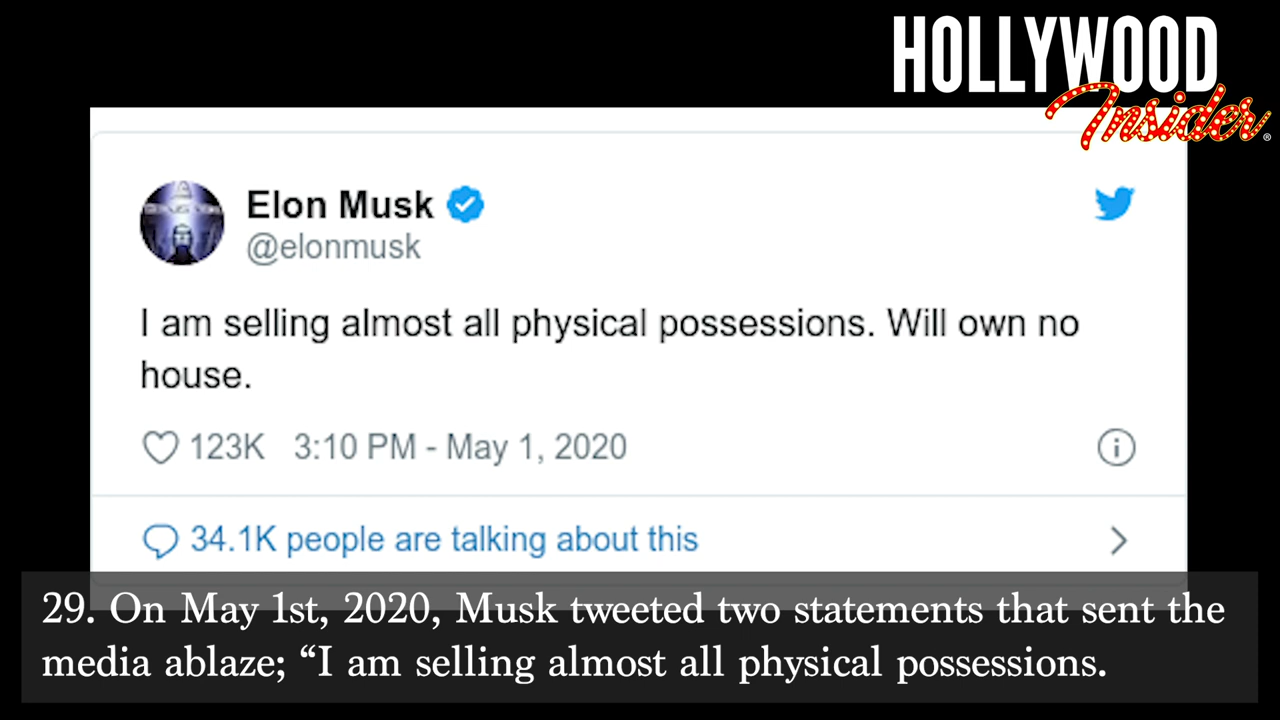 HOLLYWOOD
Insider®
Elon Musk
@elonmusk
I am selling almost all physical possessions. Will own no
house.
123K 3:10 PM - May 1, 2020
34.1K people are talking about this
29. On May 1st, 2020, Musk tweeted two statements that sent the
media ablaze; “I am selling almost all physical possessions.